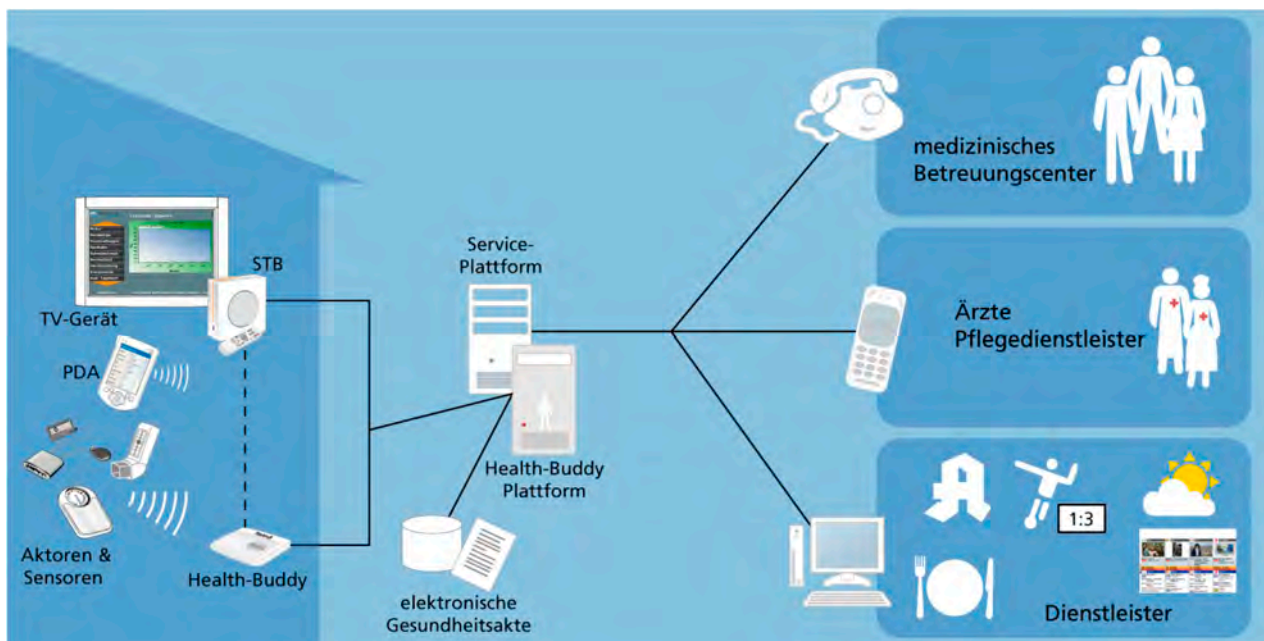 medizinisches
Betreuungscenter
Service-
Plattform
STB
TV-Gerät
PDA
Ärzte
Pflegedienstleister
Health-Buddy
Plattform
1:3
Aktoren &
Sensoren
Health-Buddy
elektronische
Gesundheitsakte
Dienstleister